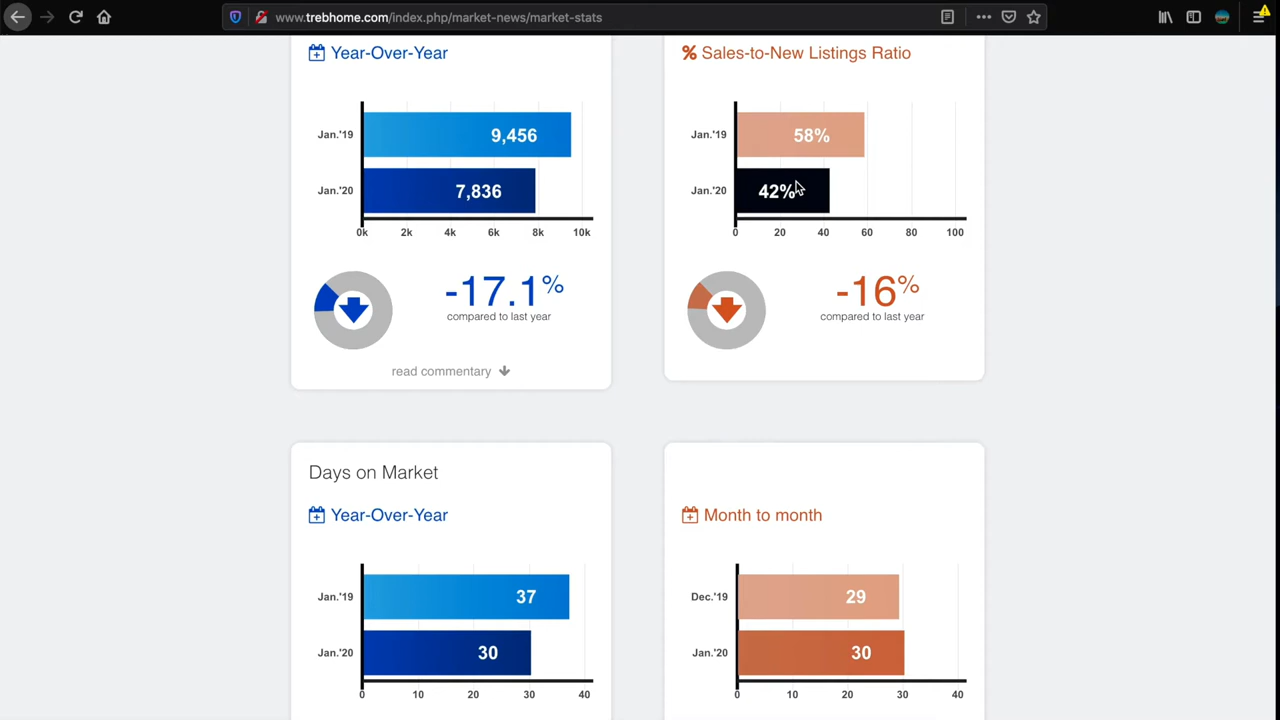 www.trebhome.com/index.php/market-news/market-stats
Year-Over-Year
Jan.'19
9,456
Jan.'20
7,836
0k 2k 4k 6k 8k 10k
-17.1%
compared to last year
read commentary
% Sales-to-New Listings Ratio
Jan.'19
58%
Jan.'20
42%
0 20 40 60 80 100
-16%
compared to last year
Days on Market
Year-Over-Year
Jan.'19
37
Jan.'20
30
0 10 20 30 40
Month to month
Dec.'19
29
Jan.'20
30
0 10 20 30 40